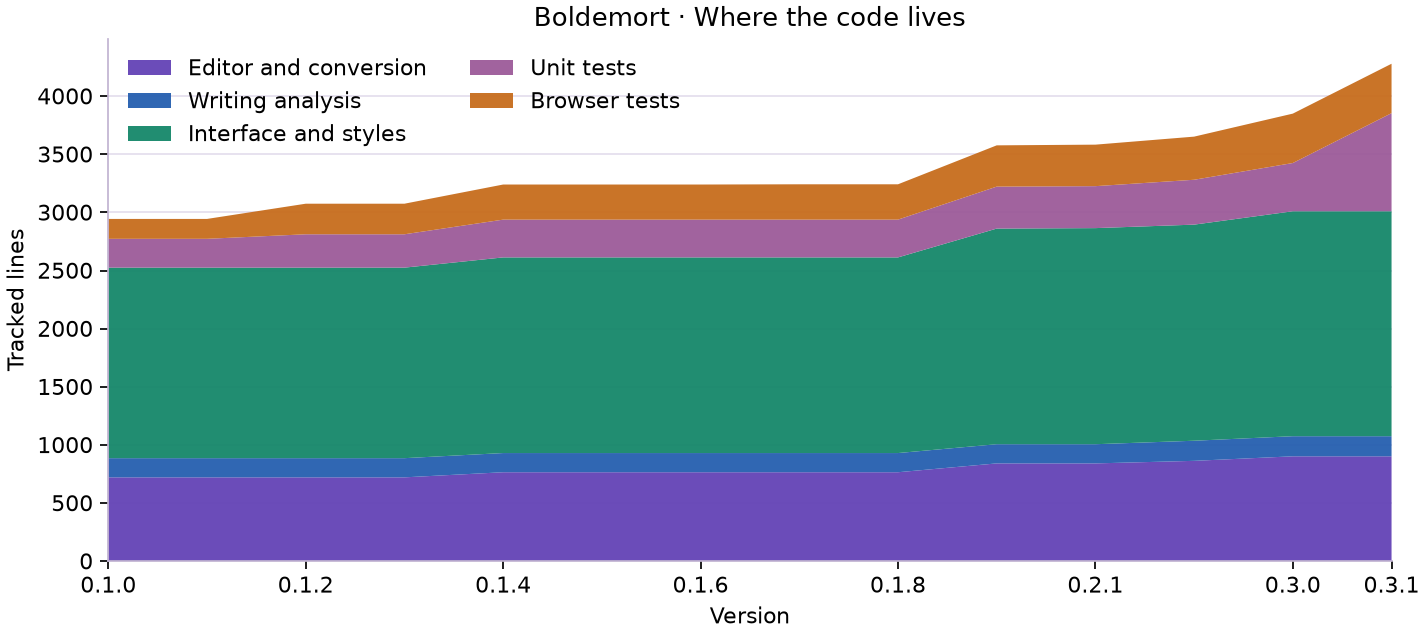 Boldemort · Where the code lives
Editor and conversion
Writing analysis
Interface and styles
Unit tests
Browser tests
Tracked lines
4000
3500
3000
2500
2000
1500
1000
500
0
0.1.0 0.1.2 0.1.4 0.1.6 0.1.8 0.2.1 0.3.0 0.3.1
Version